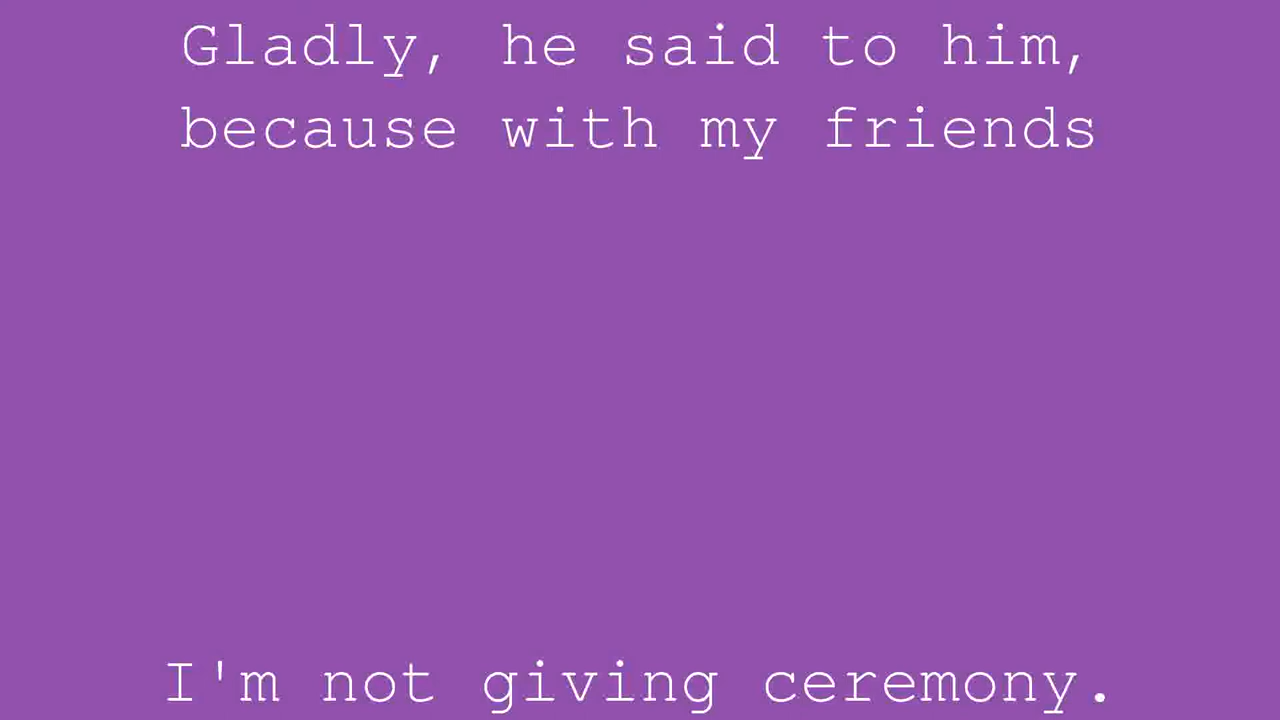 Gladly, he said to him,
because with my friends
I'm not giving ceremony.